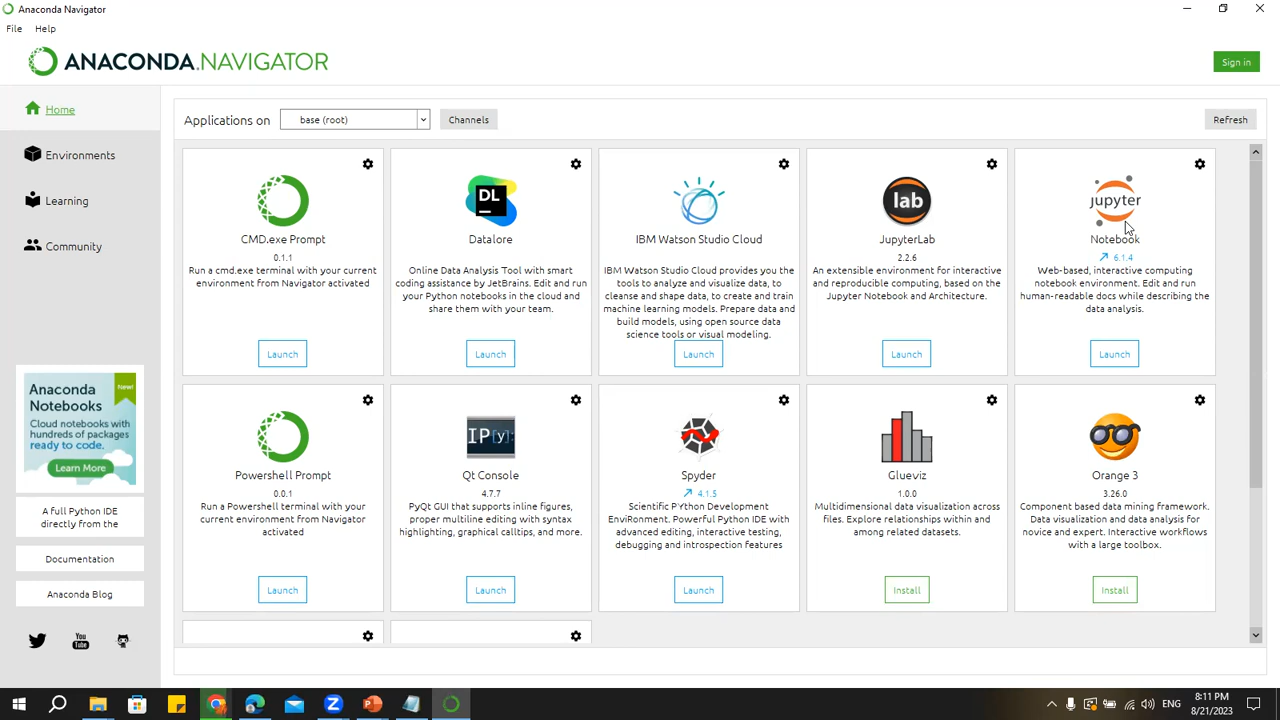 Anaconda Navigator
File Help
ANACONDA.NAVIGATOR
Sign in
Home
Environments
Learning
Community
Applications on base (root) Channels Refresh
CMD.exe Prompt
0.1.1
Run a cmd.exe terminal with your current
environment from Navigator activated
Launch
DL
Datalore
Online Data Analysis Tool with smart
coding assistance by JetBrains. Edit and run
your Python notebooks in the cloud and
share them with your team.
Launch
IBM Watson Studio Cloud
IBM Watson Studio Cloud provides you the
tools to analyze and visualize data, to
cleanse and shape data, to create and train
machine learning models. Prepare data and
build models, using open source data
science tools or visual modeling.
Launch
lab
JupyterLab
2.2.6
An extensible environment for interactive
and reproducible computing, based on the
Jupyter Notebook and Architecture.
Launch
jupyter
Notebook
6.1.4
Web-based, interactive computing
notebook environment. Edit and run
human-readable docs while describing the
data analysis.
Launch
Powershell Prompt
0.0.1
Run a Powershell terminal with your
current environment from Navigator
activated
Launch
IP[y]:
Qt Console
4.7.7
PyQt GUI that supports inline figures,
proper multiline editing with syntax
highlighting, graphical calltips, and more.
Launch
Spyder
4.1.5
Scientific PYthon Development
EnviRonment. Powerful Python IDE with
advanced editing, interactive testing,
debugging and introspection features
Launch
Glueviz
1.0.0
Multidimensional data visualization across
files. Explore relationships within and
among related datasets.
Install
Orange 3
3.26.0
Component based data mining framework.
Data visualization and data analysis for
novice and expert. Interactive workflows
with a large toolbox.
Install
Anaconda
Notebooks
New!
Cloud notebooks with
hundreds of packages
ready to code.
Learn More
A full Python IDE
directly from the
Documentation
Anaconda Blog
You
Tube
ENG
8:11 PM
8/21/2023